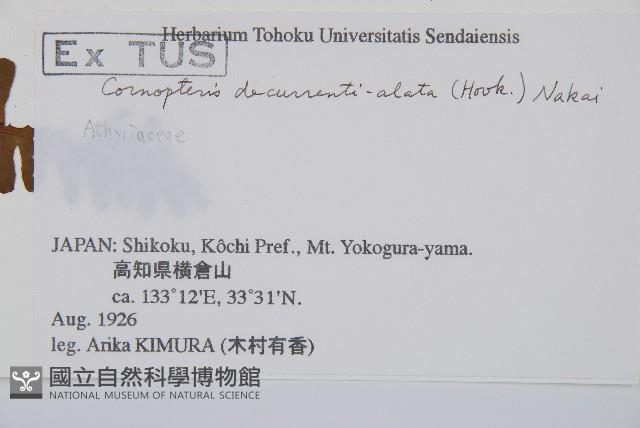 Herbarium Tohoku Universitatis Sendaiensis
Ex TUS
Cornopteris decurrenti-alata (Hook.) Nakai
Athyriaceae
JAPAN: Shikoku, Kôchi Pref., Mt. Yokogura-yama.
高知県横倉山
ca. 133°12'E, 33°31'N.
Aug. 1926
leg. Arika KIMURA (木村有香)
國立自然科學博物館
NATIONAL MUSEUM OF NATURAL SCIENCE